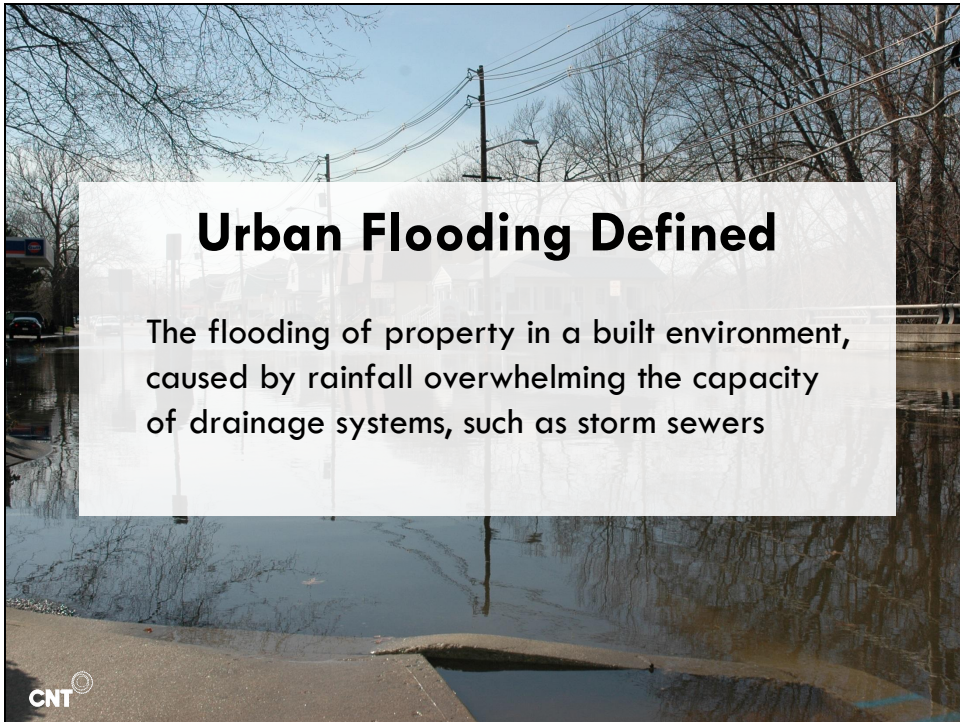 Urban Flooding Defined
The flooding of property in a built environment,
caused by rainfall overwhelming the capacity
of drainage systems, such as storm sewers
CNT